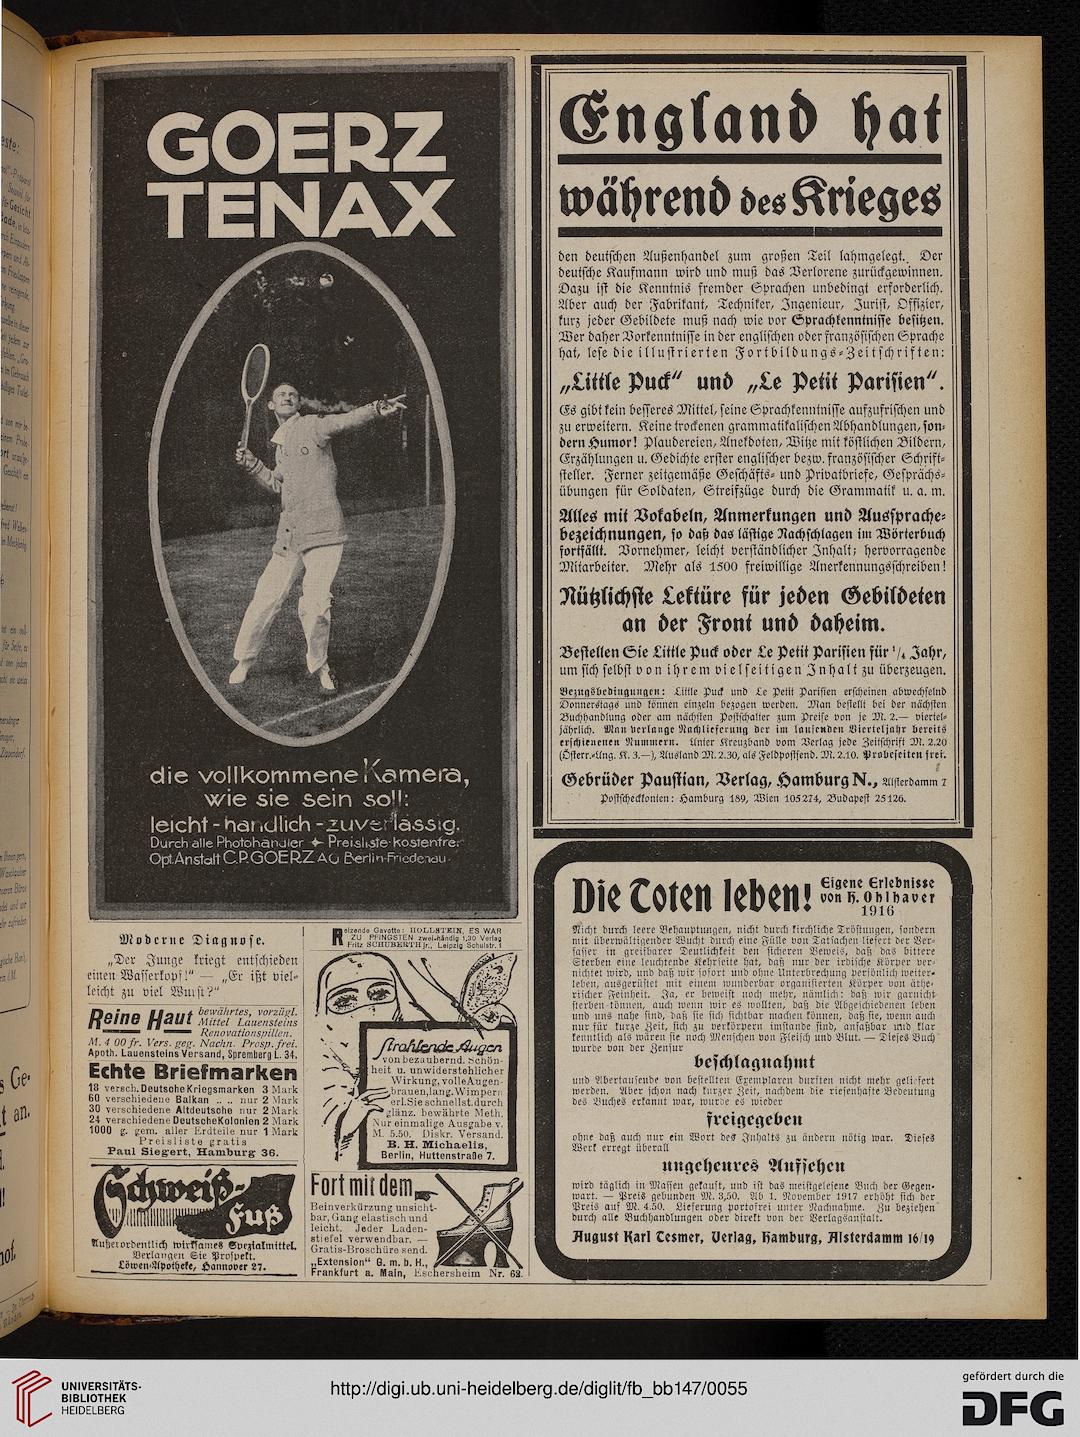 GOERZ
TENAX
die vollkommene Kamera,
wie sie sein soll:
leicht - handlich - zuverlässig.
Durch alle Photohändler ✦ Preisliste kostenfrei
Opt. Anstalt C.P. GOERZ AG Berlin-Friedenau.
England hat
während des Krieges
den deutschen Außenhandel zum großen Teil lahmgelegt. Der
deutsche Kaufmann wird und muß das Verlorene zurückgewinnen.
Dazu ist die Kenntnis fremder Sprachen unbedingt erforderlich.
Aber auch der Fabrikant, Techniker, Ingenieur, Jurist, Offizier,
kurz jeder Gebildete muß nach wie vor Sprachkenntnisse besitzen.
Wer daher Vorkenntnisse in der englischen oder französischen Sprache
hat, lese die illustrierten Fortbildungs-Zeitschriften:
„Little Puck“ und „Le Petit Parisien“.
Es gibt kein besseres Mittel, seine Sprachkenntnisse aufzufrischen und
zu erweitern. Keine trockenen grammatikalischen Abhandlungen, son-
dern Humor! Plaudereien, Anekdoten, Witze mit köstlichen Bildern,
Erzählungen u. Gedichte erster englischer bezw. französischer Schrift-
steller. Ferner zeitgemäße Geschäfts- und Privatbriefe, Gesprächs-
übungen für Soldaten, Streifzüge durch die Grammatik u. a. m.
Alles mit Vokabeln, Anmerkungen und Aussprache-
bezeichnungen, so daß das lästige Nachschlagen im Wörterbuch
fortfällt. Vornehmer, leicht verständlicher Inhalt; hervorragende
Mitarbeiter. Mehr als 1500 freiwillige Anerkennungsschreiben!
Nützlichste Lektüre für jeden Gebildeten
an der Front und daheim.
Bestellen Sie Little Puck oder Le Petit Parisien für 1/4 Jahr,
um sich selbst von ihrem vielseitigen Inhalt zu überzeugen.
Bezugsbedingungen: Little Puck und Le Petit Parisien erscheinen abwechselnd
Donnerstags und können einzeln bezogen werden. Man bestellt bei der nächsten
Buchhandlung oder am nächsten Postschalter zum Preise von je M. 2.— viertel-
jährlich. Man verlange Nachlieferung der im laufenden Vierteljahr bereits
erschienenen Nummern. Unter Kreuzband vom Verlag jede Zeitschrift M. 2.20
(Österr.-Ung. K. 3.—), Ausland M. 2.30, als Feldpostsend. M. 2.10. Probeseiten frei.
Gebrüder Paustian, Verlag, Hamburg N., Alsterdamm 7
Postscheckkonten: Hamburg 189, Wien 105274, Budapest 25126.
Moderne Diagnose.
„Der Junge kriegt entschieden
einen Wasserkopf!“ — „Er ißt viel-
leicht zu viel Wurst?“
Reizende Gavotte: HOLLSTEIN, ES WAR
ZU PFINGSTEN zweihändig 1,30 Verlag
Fritz SCHUBERTH jr., Leipzig Schulstr. 1
Reine Haut bewährtes, vorzügl.
Mittel Lauensteins
Renovationspillen.
M. 4 00 fr. Vers. geg. Nachn. Prosp. frei.
Apoth. Lauensteins Versand, Spremberg L. 34.
Echte Briefmarken
18 versch. Deutsche Kriegsmarken 3 Mark
60 verschiedene Balkan .. .. nur 2 Mark
30 verschiedene Altdeutsche nur 2 Mark
24 verschiedene Deutsche Kolonien 2 Mark
1000 g. gem. aller Erdteile nur 1 Mark
Preisliste gratis
Paul Siegert, Hamburg 36.
Schweiß-
Fuß
Außerordentlich wirksames Spezialmittel.
Verlangen Sie Prospekt.
Löwen-Apotheke, Hannover 27.
Strahlende Augen
von bezaubernd. Schön-
heit u. unwiderstehlicher
Wirkung, volle Augen-
brauen, lang. Wimpern
erl. Sie schnellst. durch
glänz. bewährte Meth.
Nur einmalige Ausgabe v.
M. 5.50. Diskr. Versand.
B. H. Michaelis,
Berlin, Huttenstraße 7.
Fort mit dem
Beinverkürzung unsicht-
bar, Gang elastisch und
leicht. Jeder Laden-
stiefel verwendbar. —
Gratis-Broschüre send.
„Extension“ G. m. b. H.,
Frankfurt a. Main, Eschersheim Nr. 62.
Die Toten leben! Eigene Erlebnisse
von H. Ohlhaver
1916
Nicht durch leere Behauptungen, nicht durch kirchliche Tröstungen, sondern
mit überwältigender Wucht durch eine Fülle von Tatsachen liefert der Ver-
fasser in greifbarer Deutlichkeit den sicheren Beweis, daß das bittere
Sterben eine leuchtende Kehrseite hat, daß nur der irdische Körper ver-
nichtet wird, und daß wir sofort und ohne Unterbrechung persönlich weiter-
leben, ausgerüstet mit einem wunderbar organisierten Körper von äthe-
rischer Feinheit. Ja, er beweist noch mehr, nämlich: daß wir garnicht
sterben können, auch wenn wir es wollten, daß die Abgeschiedenen leben
und uns nahe sind, daß sie sich sichtbar machen können, daß sie, wenn auch
nur für kurze Zeit, sich zu verkörpern imstande sind, anfaßbar und klar
kenntlich als wären sie noch Menschen von Fleisch und Blut. — Dieses Buch
wurde von der Zensur
beschlagnahmt
und Abertausende von bestellten Exemplaren durften nicht mehr geliefert
werden. Aber schon nach kurzer Zeit, nachdem die riesenhafte Bedeutung
des Buches erkannt war, wurde es wieder
freigegeben
ohne daß auch nur ein Wort des Inhalts zu ändern nötig war. Dieses
Werk erregt überall
ungeheures Aufsehen
wird täglich in Massen gekauft, und ist das meistgelesene Buch der Gegen-
wart. — Preis gebunden M. 3,50. Ab 1. November 1917 erhöht sich der
Preis auf M. 4.50. Lieferung portofrei unter Nachnahme. Zu beziehen
durch alle Buchhandlungen oder direkt von der Verlagsanstalt.
August Karl Tesmer, Verlag, Hamburg, Alsterdamm 16/19
UNIVERSITÄTS-
BIBLIOTHEK
HEIDELBERG
http://digi.ub.uni-heidelberg.de/diglit/fb_bb147/0055
gefördert durch die
DFG